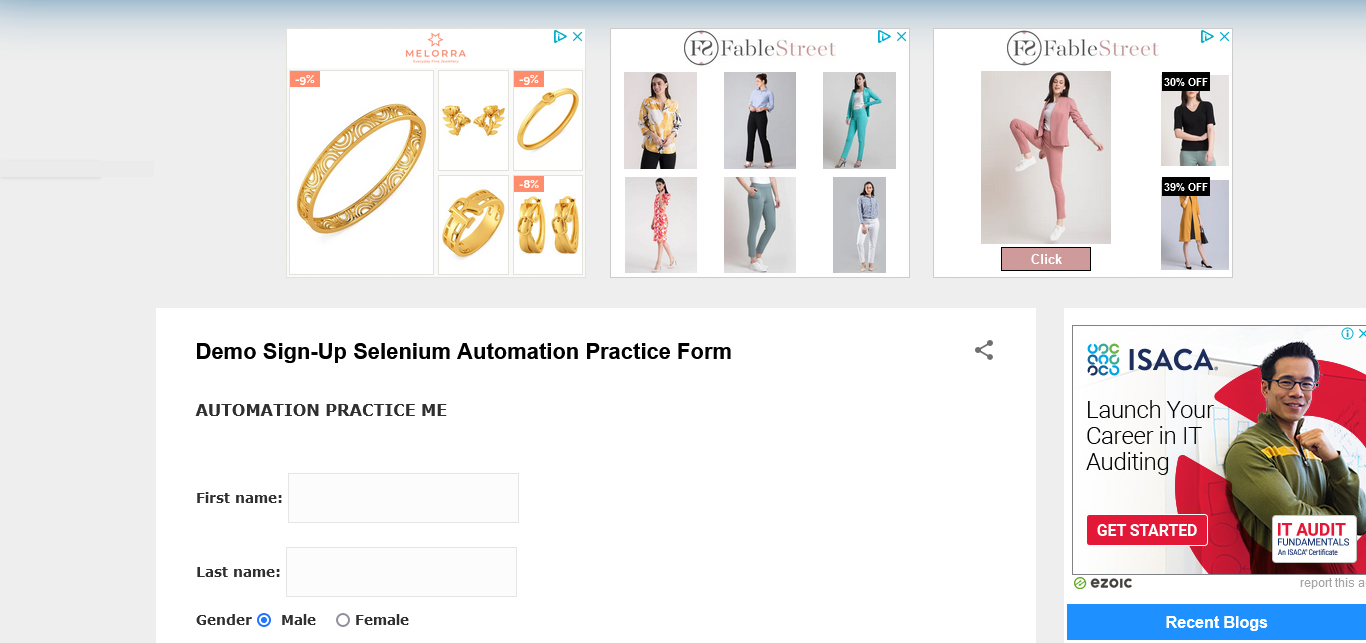 MELORRA
Everyday Fine Jewellery
-9%
-9%
-8%
FS FableStreet
FS FableStreet
30% OFF
39% OFF
Click
Demo Sign-Up Selenium Automation Practice Form
AUTOMATION PRACTICE ME
First name:
Last name:
Gender Male Female
ISACA
Launch Your
Career in IT
Auditing
GET STARTED
IT AUDIT
FUNDAMENTALS
An ISACA® Certificate
ezoic report this a
Recent Blogs